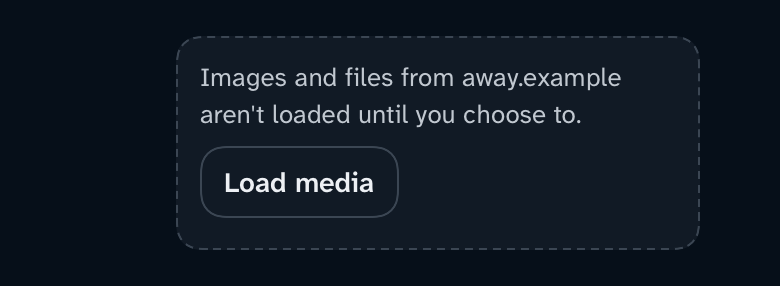 Images and files from away.example
aren't loaded until you choose to.
Load media